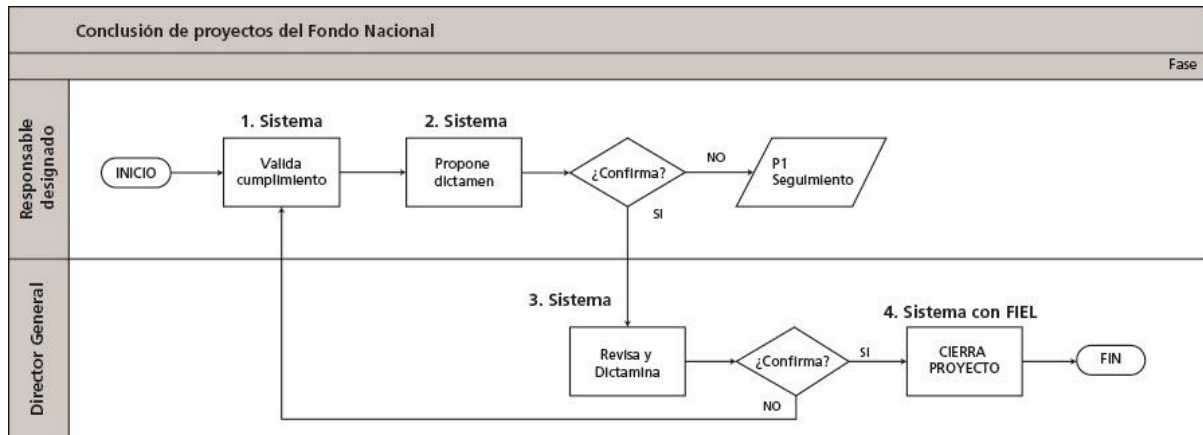 Conclusión de proyectos del Fondo Nacional
Fase
Responsable
designado
INICIO
1. Sistema
Valida
cumplimiento
2. Sistema
Propone
dictamen
¿Confirma?
NO
P1
Seguimiento
SI
Director General
3. Sistema
Revisa y
Dictamina
¿Confirma?
SI
NO
4. Sistema con FIEL
CIERRA
PROYECTO
FIN